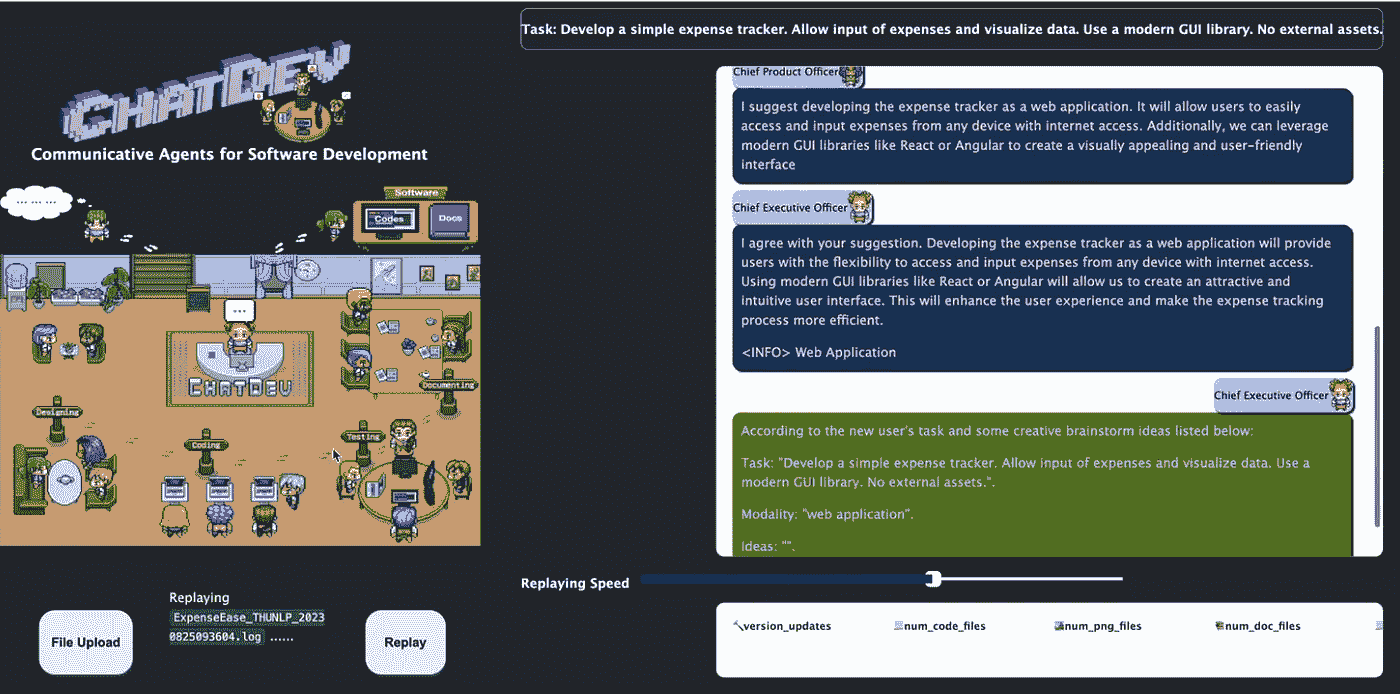 Task: Develop a simple expense tracker. Allow input of expenses and visualize data. Use a modern GUI library. No external assets.
CHATDEV
Communicative Agents for Software Development
... ... ...
Software
Codes
Docs
...
CHATDEV
Documenting
Designing
Coding
Testing
Chief Product Officer
I suggest developing the expense tracker as a web application. It will allow users to easily
access and input expenses from any device with internet access. Additionally, we can leverage
modern GUI libraries like React or Angular to create a visually appealing and user-friendly
interface
Chief Executive Officer
I agree with your suggestion. Developing the expense tracker as a web application will provide
users with the flexibility to access and input expenses from any device with internet access.
Using modern GUI libraries like React or Angular will allow us to create an attractive and
intuitive user interface. This will enhance the user experience and make the expense tracking
process more efficient.
<INFO> Web Application
Chief Executive Officer
According to the new user's task and some creative brainstorm ideas listed below:
Task: "Develop a simple expense tracker. Allow input of expenses and visualize data. Use a
modern GUI library. No external assets.".
Modality: "web application".
Ideas: "".
Replaying Speed
File Upload
Replaying
ExpenseEase_THUNLP_2023
0825093604.log ......
Replay
version_updates
num_code_files
num_png_files
num_doc_files